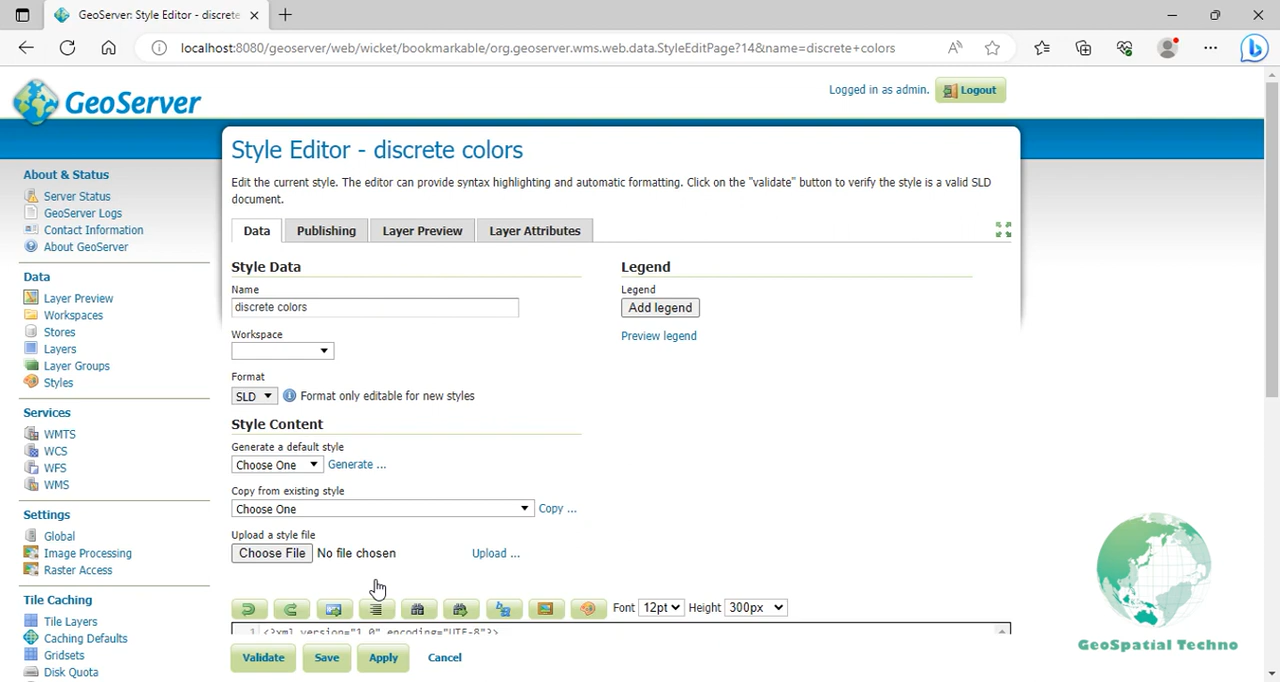 GeoServer: Style Editor - discrete
localhost:8080/geoserver/web/wicket/bookmarkable/org.geoserver.wms.web.data.StyleEditPage?14&name=discrete+colors
GeoServer
Logged in as admin.
Logout
Style Editor - discrete colors
Edit the current style. The editor can provide syntax highlighting and automatic formatting. Click on the "validate" button to verify the style is a valid SLD
document.
Data
Publishing
Layer Preview
Layer Attributes
About & Status
Server Status
GeoServer Logs
Contact Information
About GeoServer
Data
Layer Preview
Workspaces
Stores
Layers
Layer Groups
Styles
Services
WMTS
WCS
WFS
WMS
Settings
Global
Image Processing
Raster Access
Tile Caching
Tile Layers
Caching Defaults
Gridsets
Disk Quota
Style Data
Name
discrete colors
Workspace
Format
SLD
Format only editable for new styles
Style Content
Generate a default style
Choose One
Generate ...
Copy from existing style
Choose One
Copy ...
Upload a style file
Choose File
No file chosen
Upload ...
Legend
Legend
Add legend
Preview legend
Font 12pt Height 300px
1 <?xml version="1.0" encoding="UTF-8"?>
Validate
Save
Apply
Cancel
GeoSpatial Techno